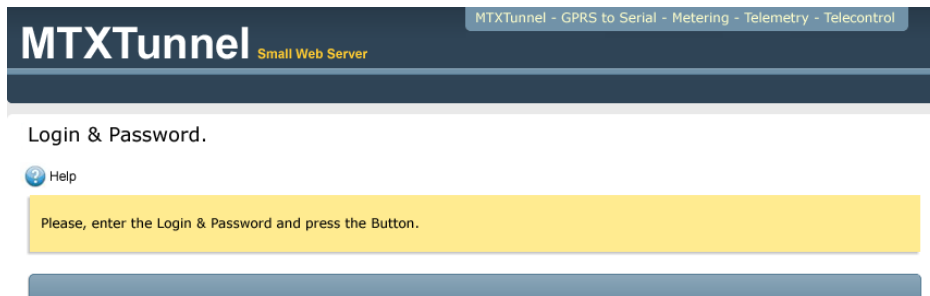 MTXTunnel - GPRS to Serial - Metering - Telemetry - Telecontrol
MTXTunnel Small Web Server
Login & Password.
? Help
Please, enter the Login & Password and press the Button.